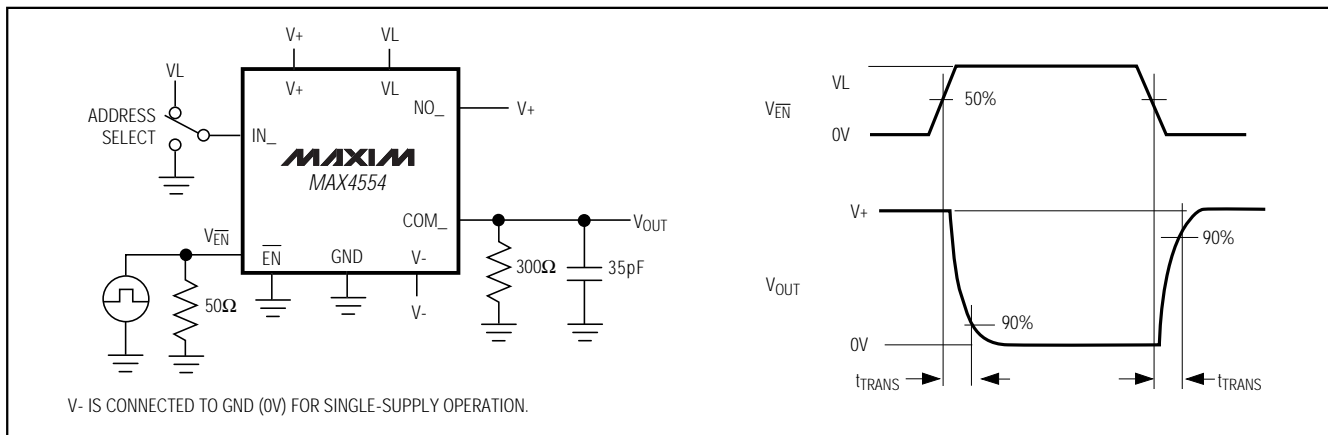 V+
VL
VL
V+
VL
NO_
V+
ADDRESS
SELECT
IN_
MAXIM
MAX4554
COM_
VOUT
VEN
EN
GND
V-
50Ω
V-
300Ω
35pF
V- IS CONNECTED TO GND (0V) FOR SINGLE-SUPPLY OPERATION.
VL
VEN
50%
0V
V+
90%
VOUT
90%
0V
tTRANS
tTRANS